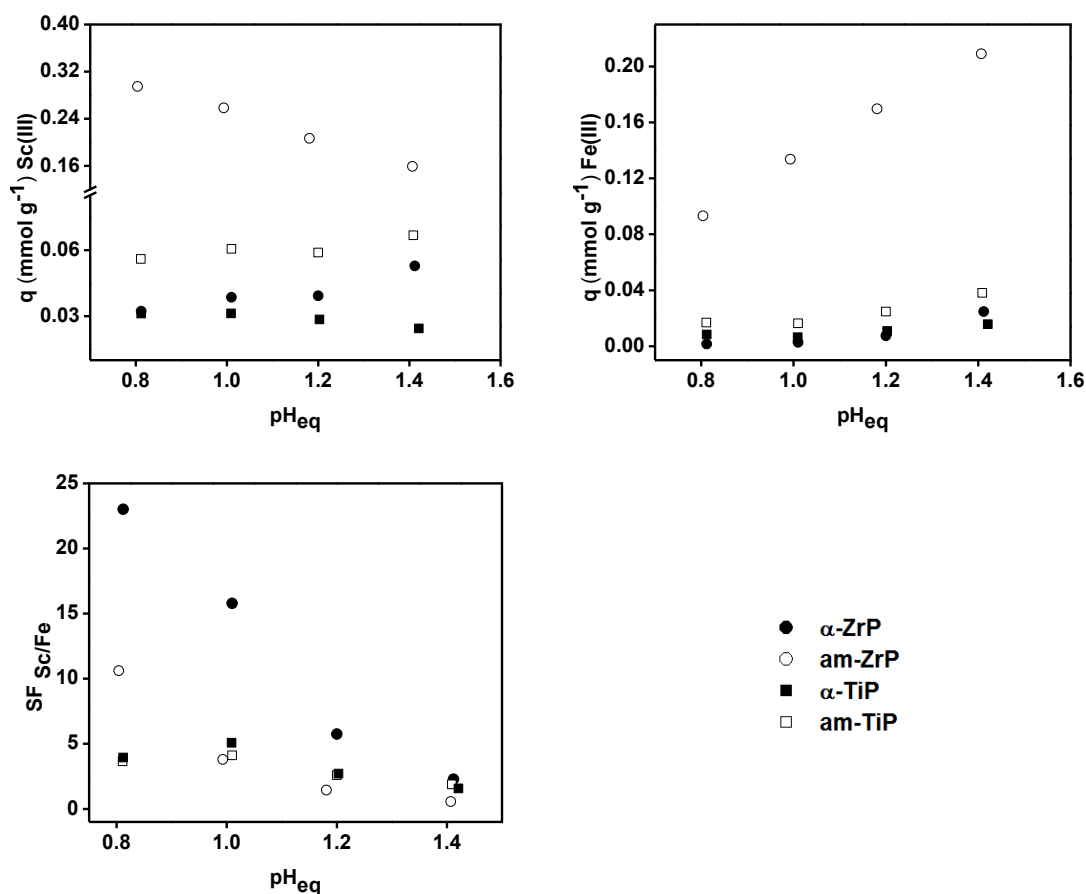 0.40
0.32
0.24
0.16
0.06
0.03
q (mmol g-1) Sc(III)
0.8 1.0 1.2 1.4 1.6
pHeq
0.20
0.16
0.12
0.08
0.04
0.00
q (mmol g-1) Fe(III)
0.8 1.0 1.2 1.4 1.6
pHeq
25
20
15
10
5
0
SF Sc/Fe
0.8 1.0 1.2 1.4
pHeq
α-ZrP
am-ZrP
α-TiP
am-TiP